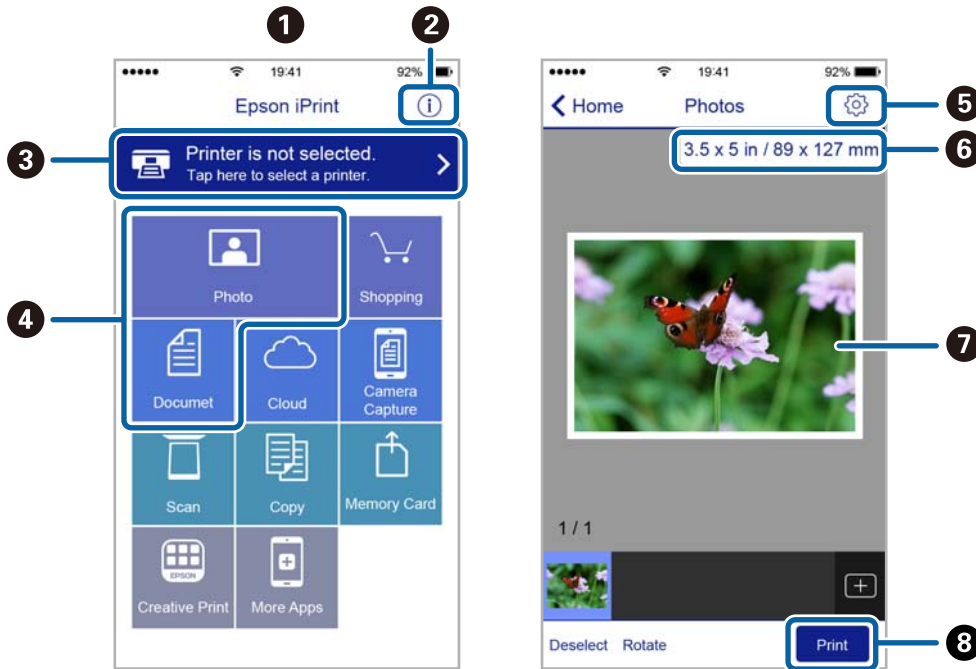 1
2
19:41
92%
Epson iPrint
3
Printer is not selected.
Tap here to select a printer.
4
Photo
Shopping
Documet
Cloud
Camera
Capture
Scan
Copy
Memory Card
EPSON
Creative Print
More Apps
19:41
92%
Home
Photos
5
3.5 x 5 in / 89 x 127 mm
6
7
1 / 1
Deselect
Rotate
Print
8